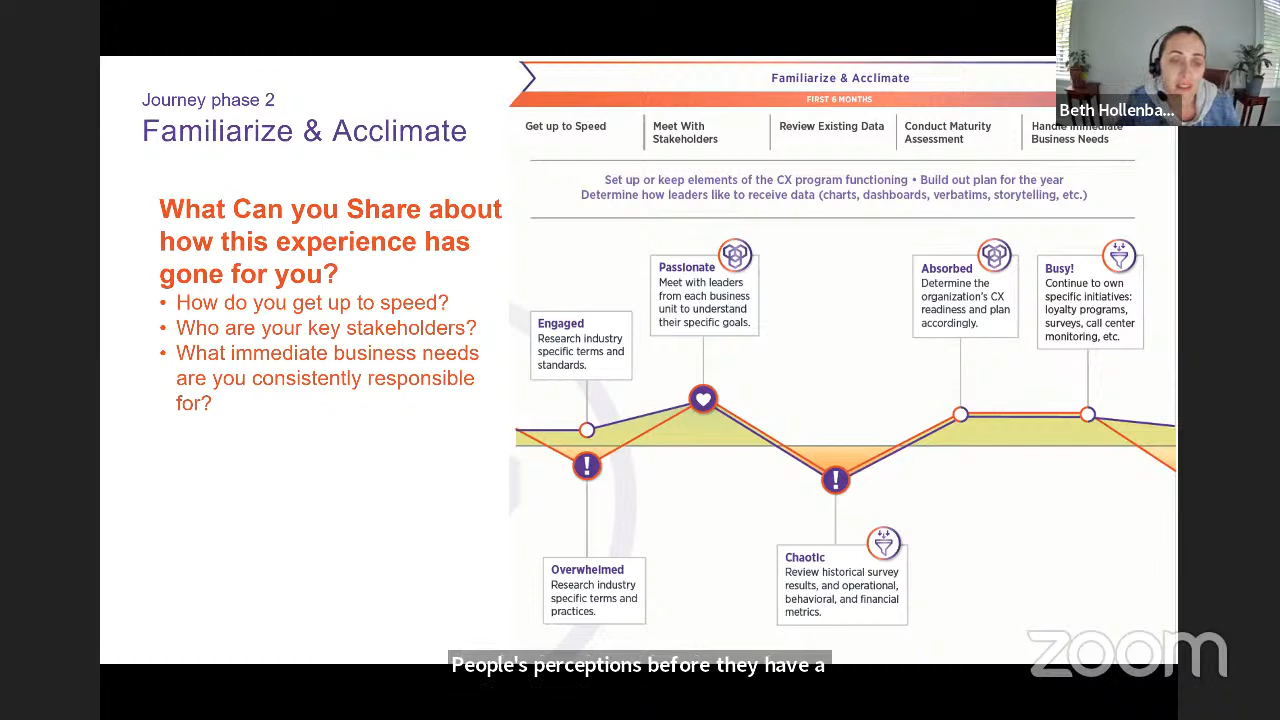 Journey phase 2
Familiarize & Acclimate
What Can you Share about
how this experience has
gone for you?
• How do you get up to speed?
• Who are your key stakeholders?
• What immediate business needs
are you consistently responsible
for?
Familiarize & Acclimate
FIRST 6 MONTHS
Get up to Speed
Meet With
Stakeholders
Review Existing Data
Conduct Maturity
Assessment
Handle Immediate
Business Needs
Set up or keep elements of the CX program functioning • Build out plan for the year
Determine how leaders like to receive data (charts, dashboards, verbatims, storytelling, etc.)
Engaged
Research industry
specific terms and
standards.
Passionate
Meet with leaders
from each business
unit to understand
their specific goals.
Absorbed
Determine the
organization's CX
readiness and plan
accordingly.
Busy!
Continue to own
specific initiatives:
loyalty programs,
surveys, call center
monitoring, etc.
!
!
Overwhelmed
Research industry
specific terms and
practices.
Chaotic
Review historical survey
results, and operational,
behavioral, and financial
metrics.
Beth Hollenba...
People's perceptions before they have a
zoom